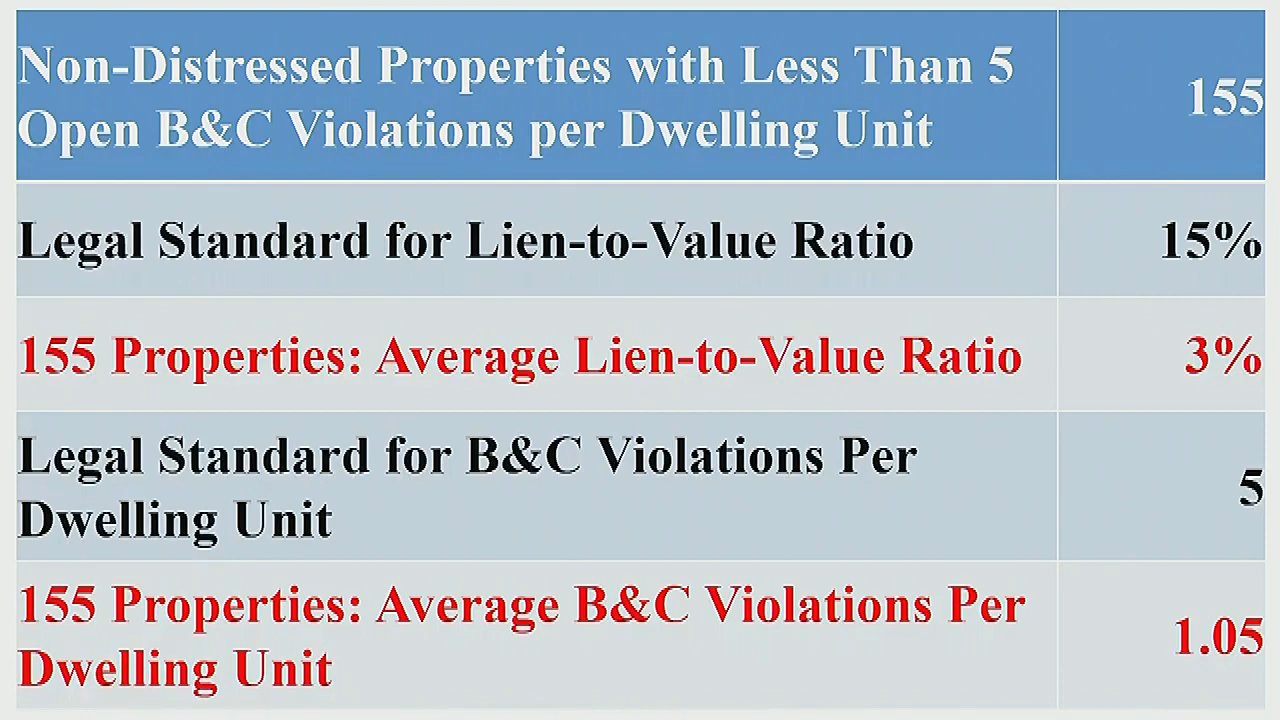 Non-Distressed Properties with Less Than 5
Open B&C Violations per Dwelling Unit
155
Legal Standard for Lien-to-Value Ratio
15%
155 Properties: Average Lien-to-Value Ratio
3%
Legal Standard for B&C Violations Per
Dwelling Unit
5
155 Properties: Average B&C Violations Per
Dwelling Unit
1.05